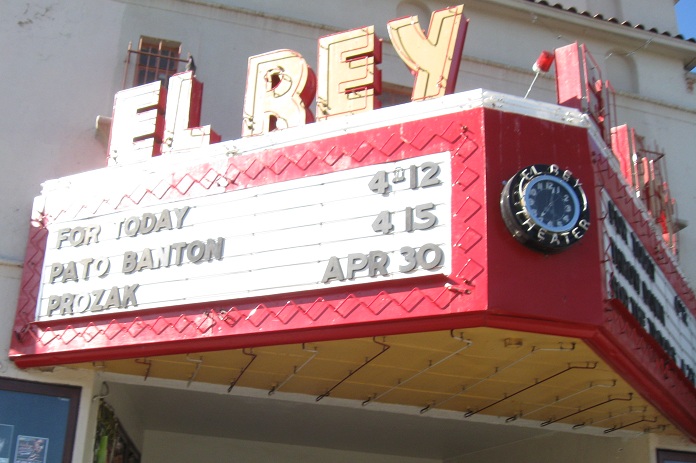 EL REY
FOR TODAY 4-12
PATO BANTON 4 15
PROZAK APR 30
EL REY
THEATER